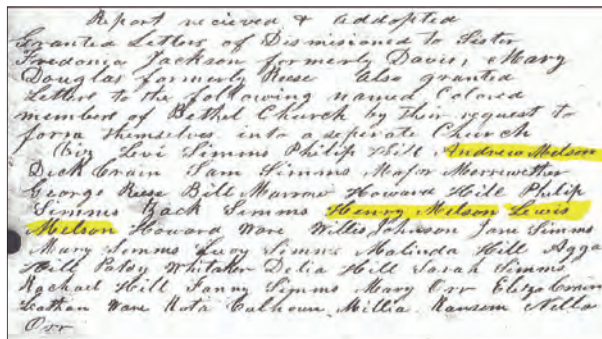 Report recieved & addopted
Granted Letters of Dismisioned to Sister
Fredonia Jackson formerly Davis, Mary
Douglas formerly Reese Also granted
Letters to the following named Colored
members of Bethel Church by their request to
form themselves into a seperate Church
Viz Levi Simms Philip Hill Andrew Melson
Dick Crain Sam Simms Major Merriwether
George Reese Bill Marrow Howard Hill Philip
Simms Zack Simms Henry Melson Lewis
Melson Howard Ware Willis Johnson Jane Simms
Mary Simms Lucy Simms Malinda Hill Agga
Hill Patsy Whitaker Delia Hill Sarah Simms
Rachael Hill Fanny Simms Mary Orr Eliza Crain
Ware Calhoun Millia Ransom
Orr